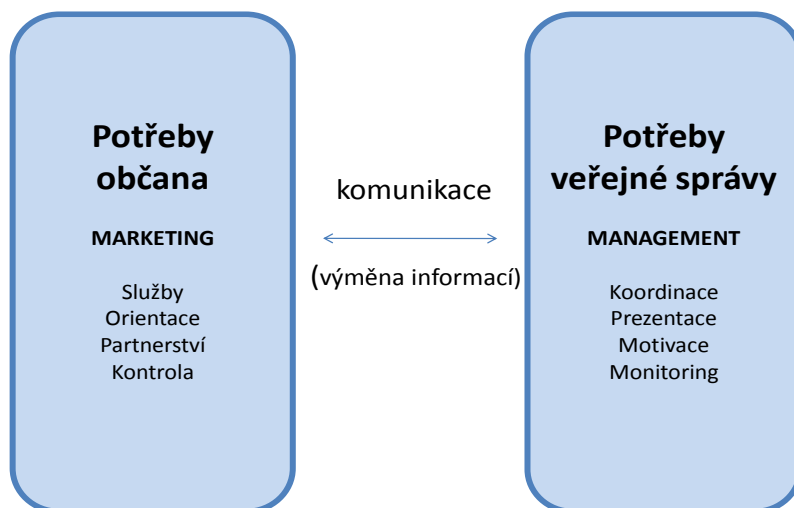 Potřeby
občana
MARKETING
Služby
Orientace
Partnerství
Kontrola
komunikace
(výměna informací)
Potřeby
veřejné správy
MANAGEMENT
Koordinace
Prezentace
Motivace
Monitoring